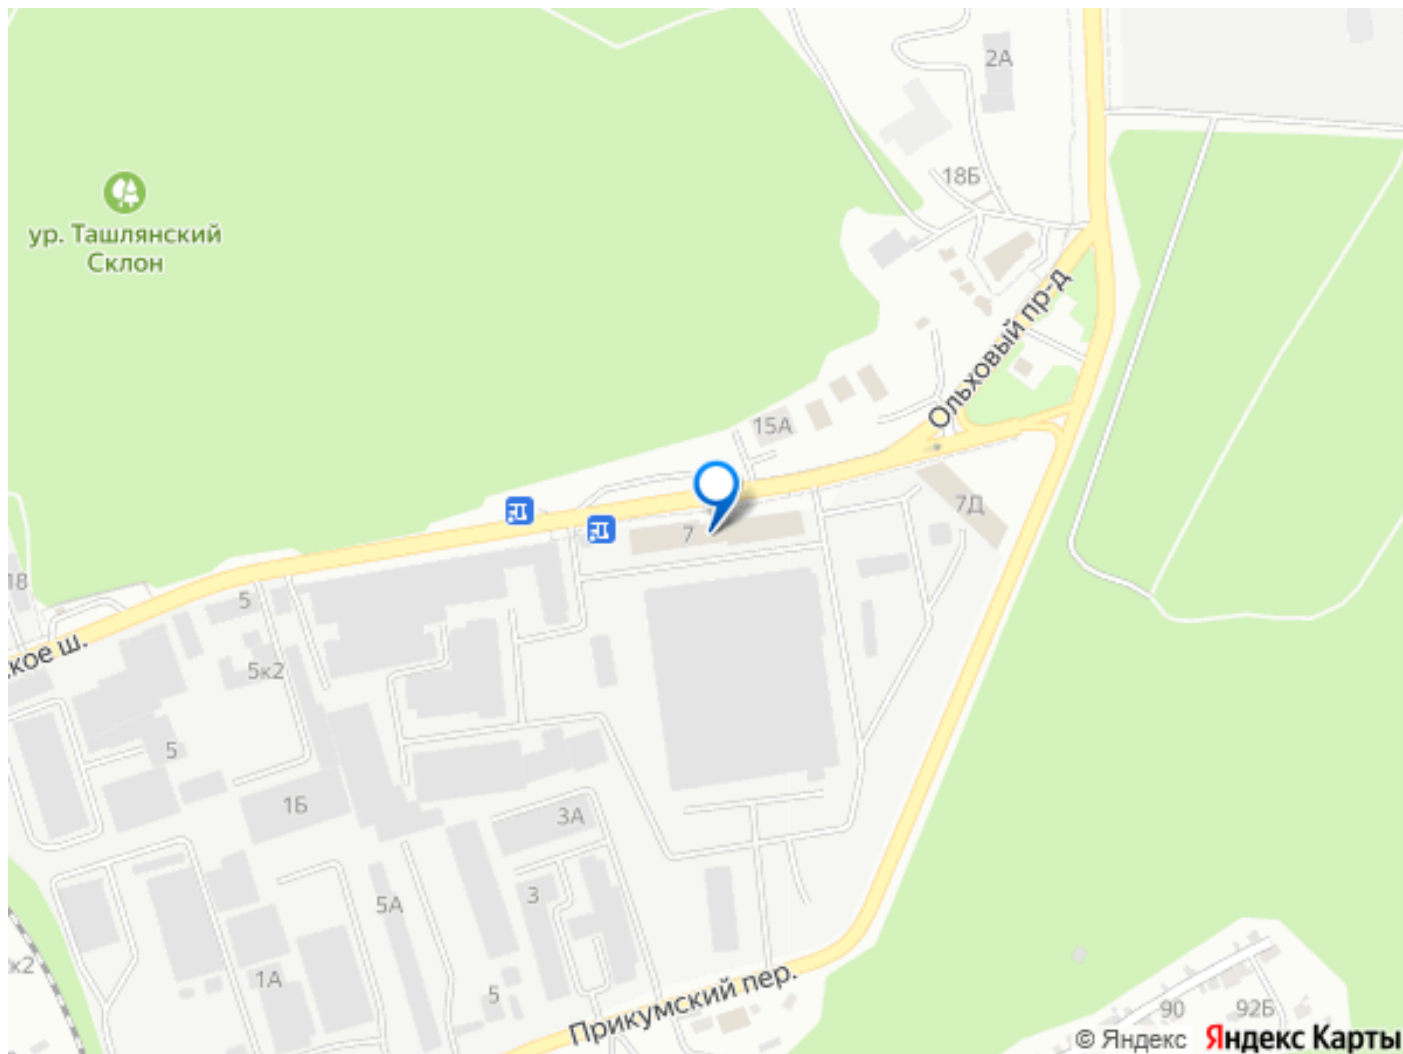 2А
18Б
ур. Ташлянский
Склон
Ольховый пр-д
15А
7Д
7
18
5
кое ш.
5к2
5
1Б
3А
3
5А
к2
1А
5
Прикумский пер.
90
92Б
© Яндекс Яндекс Карты